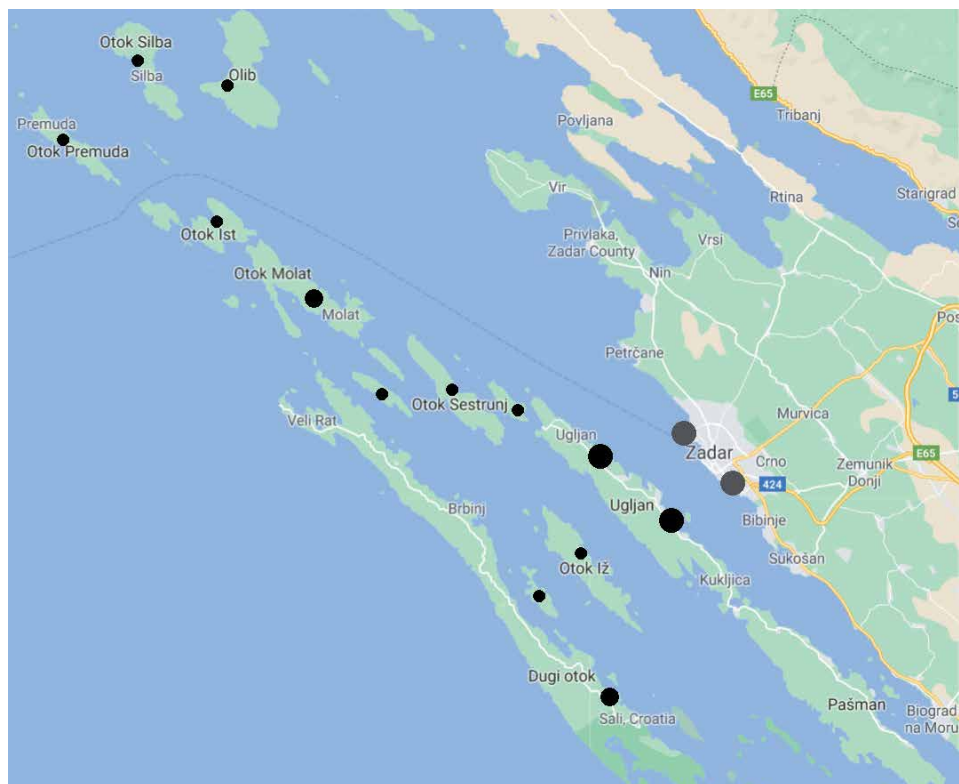 Otok Silba
Silba
Olib
Premuda
Otok Premuda
E65
Tribanj
Povljana
Vir
Rtina
Starigrad
Otok Ist
Privlaka,
Zadar County
Vrsi
Nin
Otok Molat
Molat
Pos
Petrčane
Otok Sestrunj
Veli Rat
Murvica
Ugljan
Zadar
E65
Crno
424
Zemunik
Donji
Ugljan
Brbinj
Bibinje
Sukošan
Otok Iž
Kukljica
Dugi otok
Sali, Croatia
Pašman
Biograd
na Moru